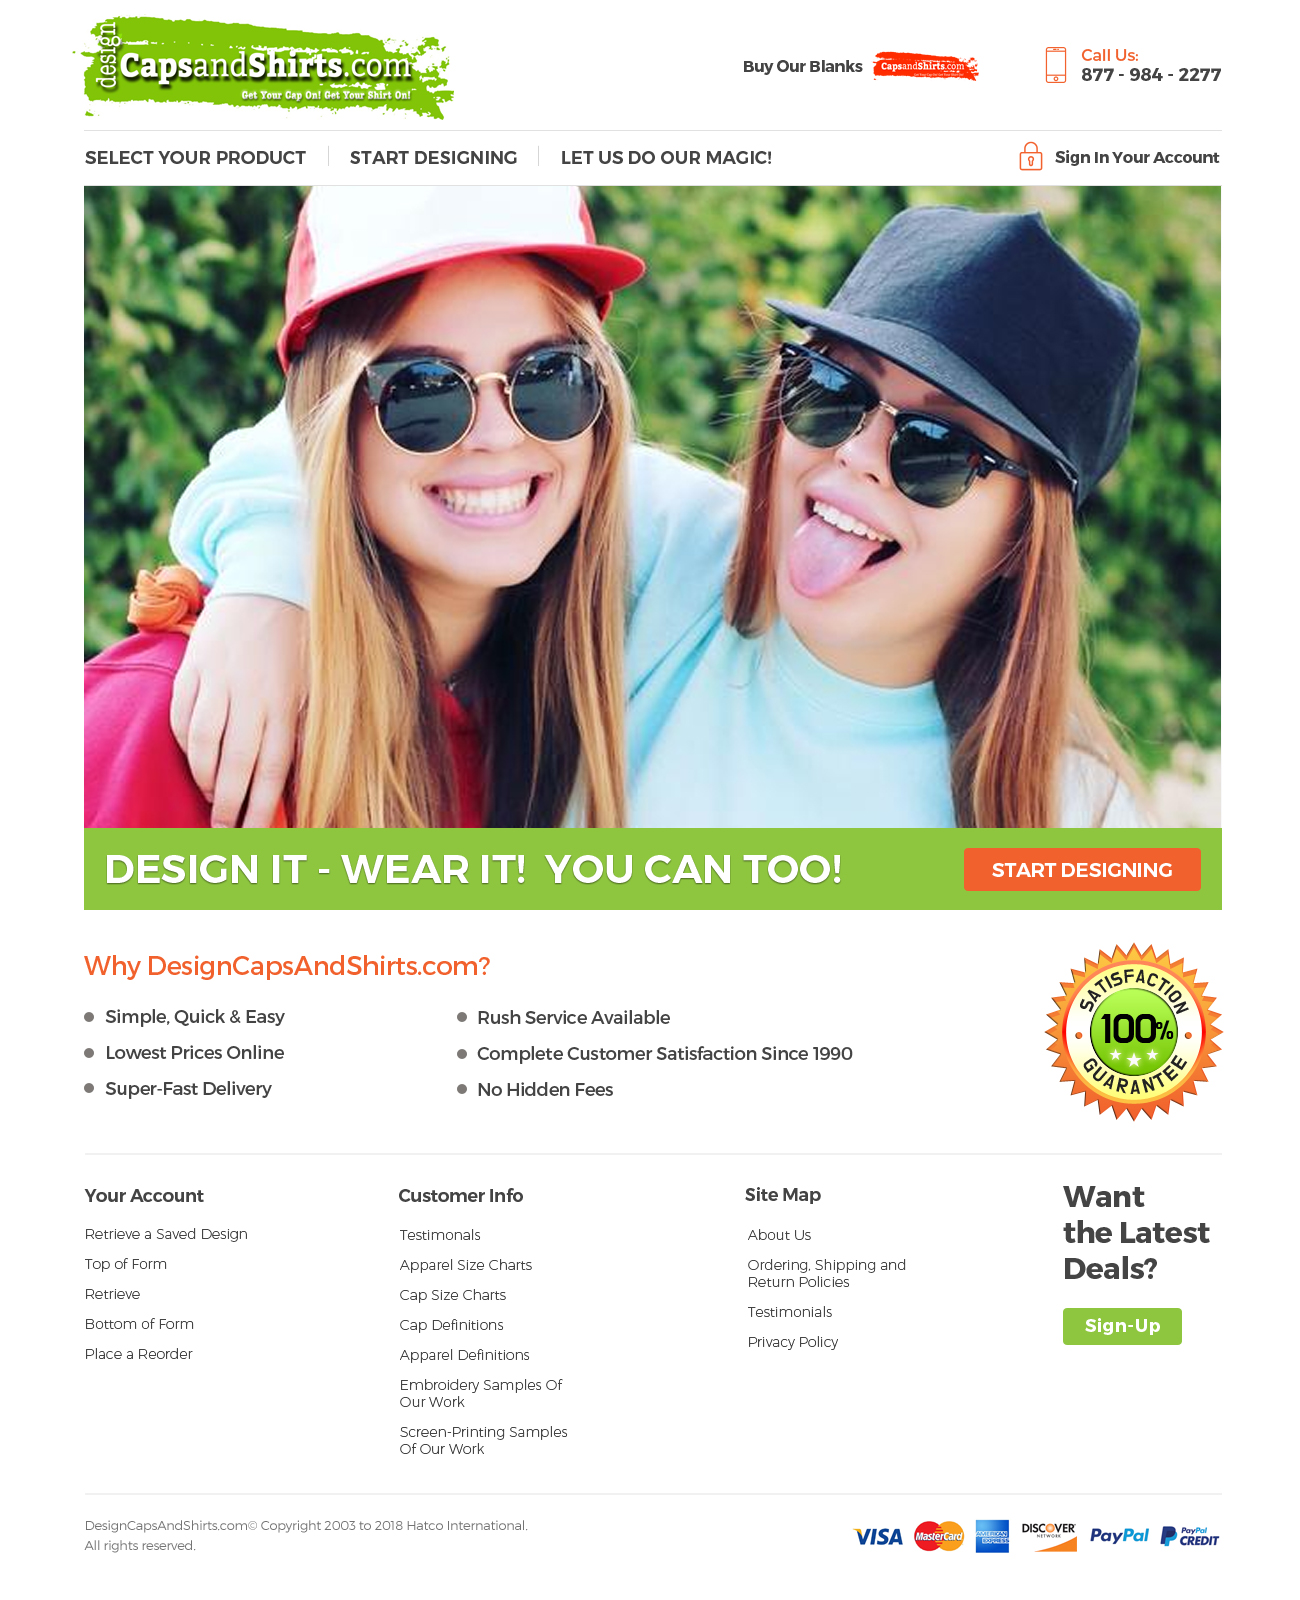 design
CapsandShirts.com
Get Your Cap On! Get Your Shirt On!
Buy Our Blanks
CapsandShirts.com
Call Us:
877 - 984 - 2277
SELECT YOUR PRODUCT
START DESIGNING
LET US DO OUR MAGIC!
Sign In Your Account
DESIGN IT - WEAR IT! YOU CAN TOO!
START DESIGNING
Why DesignCapsAndShirts.com?
Simple, Quick & Easy
Lowest Prices Online
Super-Fast Delivery
Rush Service Available
Complete Customer Satisfaction Since 1990
No Hidden Fees
SATISFACTION
100%
GUARANTEE
Your Account
Retrieve a Saved Design
Top of Form
Retrieve
Bottom of Form
Place a Reorder
Customer Info
Testimonals
Apparel Size Charts
Cap Size Charts
Cap Definitions
Apparel Definitions
Embroidery Samples Of
Our Work
Screen-Printing Samples
Of Our Work
Site Map
About Us
Ordering, Shipping and
Return Policies
Testimonials
Privacy Policy
Want
the Latest
Deals?
Sign-Up
DesignCapsAndShirts.com© Copyright 2003 to 2018 Hatco International.
All rights reserved.
VISA
MasterCard
AMERICAN EXPRESS
DISCOVER
NETWORK
PayPal
PayPal
CREDIT